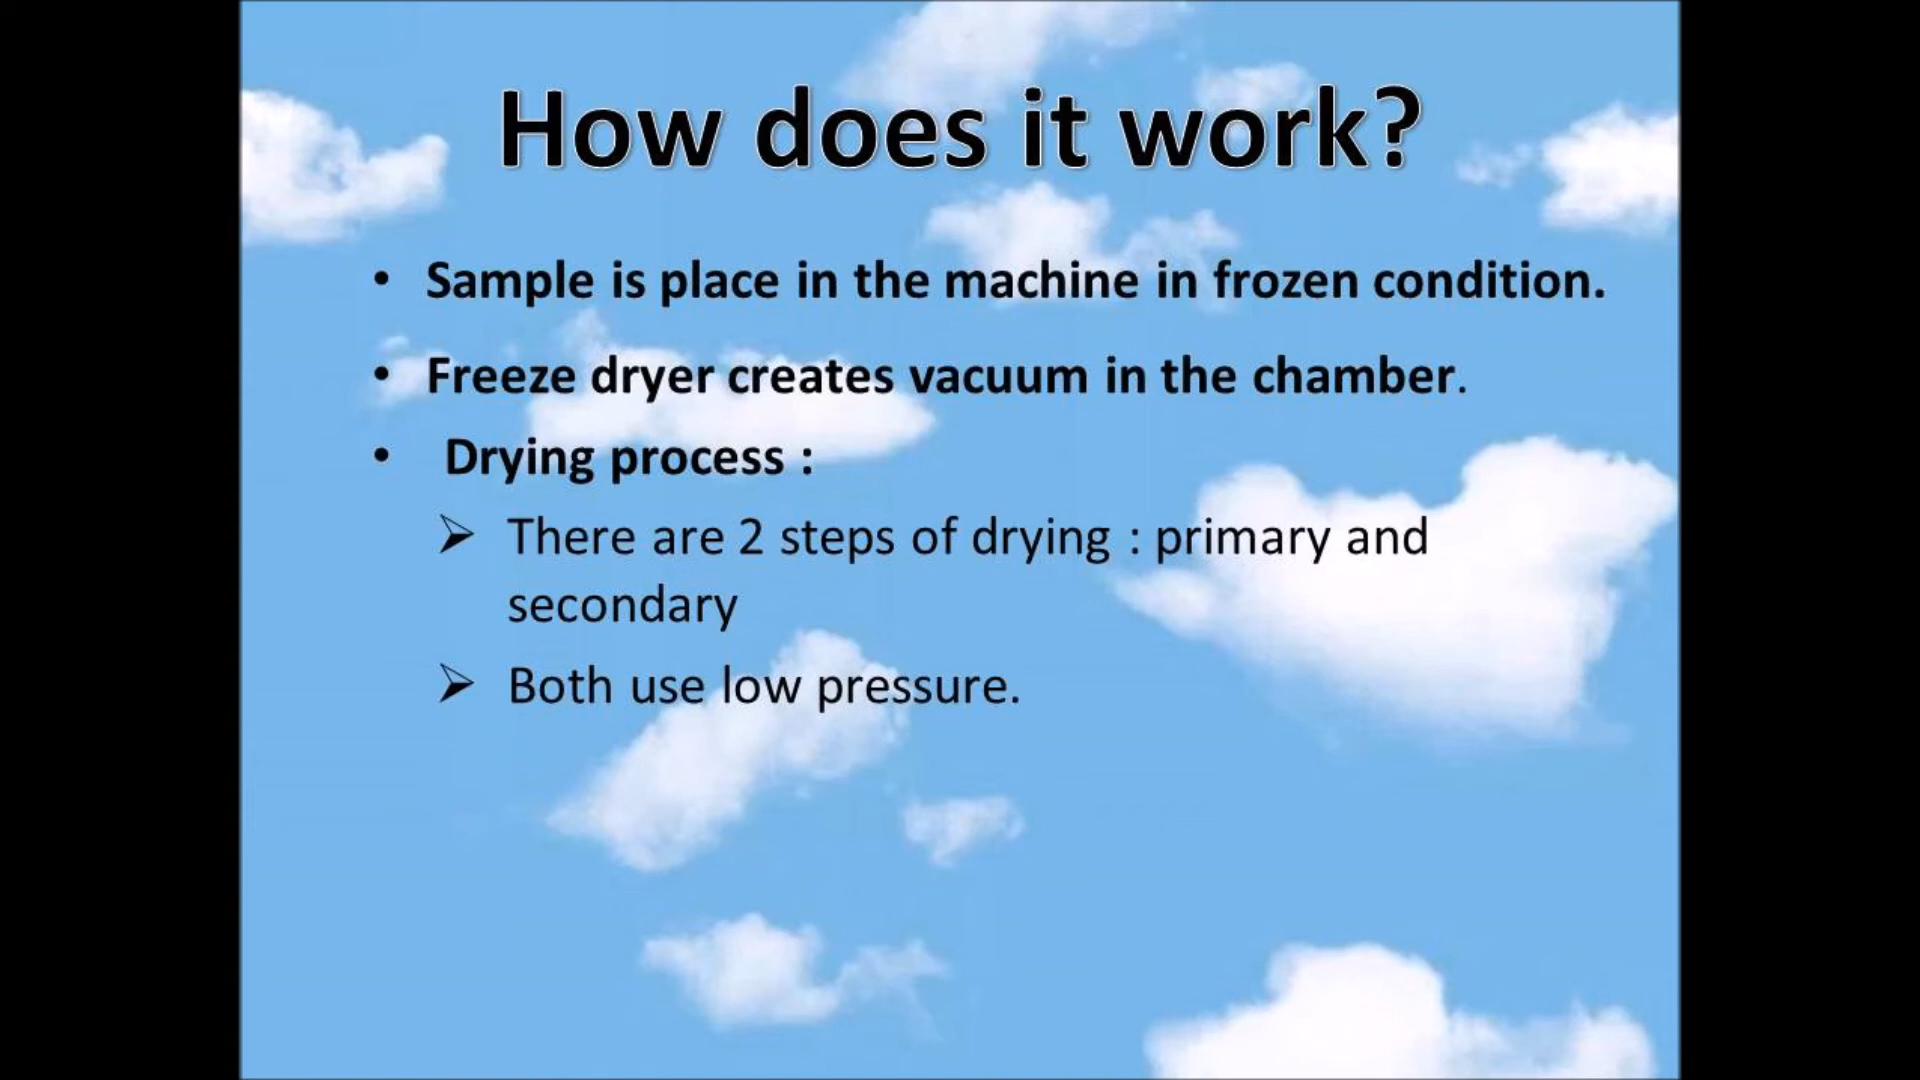 How does it work?
• Sample is place in the machine in frozen condition.
• Freeze dryer creates vacuum in the chamber.
• Drying process :
➢ There are 2 steps of drying : primary and
secondary
➢ Both use low pressure.